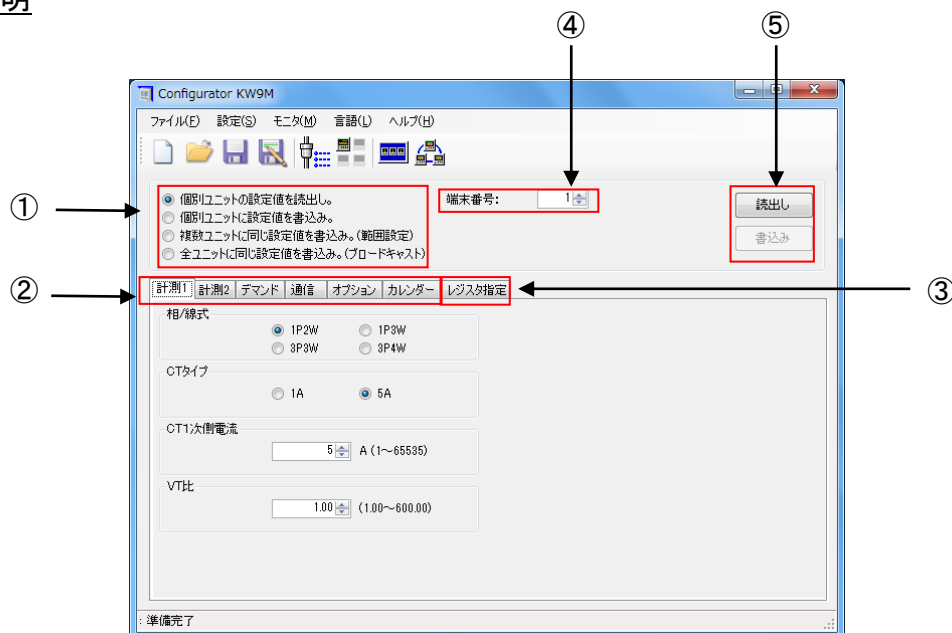 明
④ ⑤
Configurator KW9M
ファイル(F) 設定(S) モニタ(M) 言語(L) ヘルプ(H)
①
個別ユニットの設定値を読出し。
個別ユニットに設定値を書込み。
複数ユニットに同じ設定値を書込み。(範囲設定)
全ユニットに同じ設定値を書込み。(ブロードキャスト)
端末番号: 1
読出し
書込み
②
計測1 計測2 デマンド 通信 オプション カレンダー レジスタ指定
③
相/線式
1P2W 1P3W
3P3W 3P4W
CTタイプ
1A 5A
CT1次側電流
5 A (1~65535)
VT比
1.00 (1.00~600.00)
: 準備完了